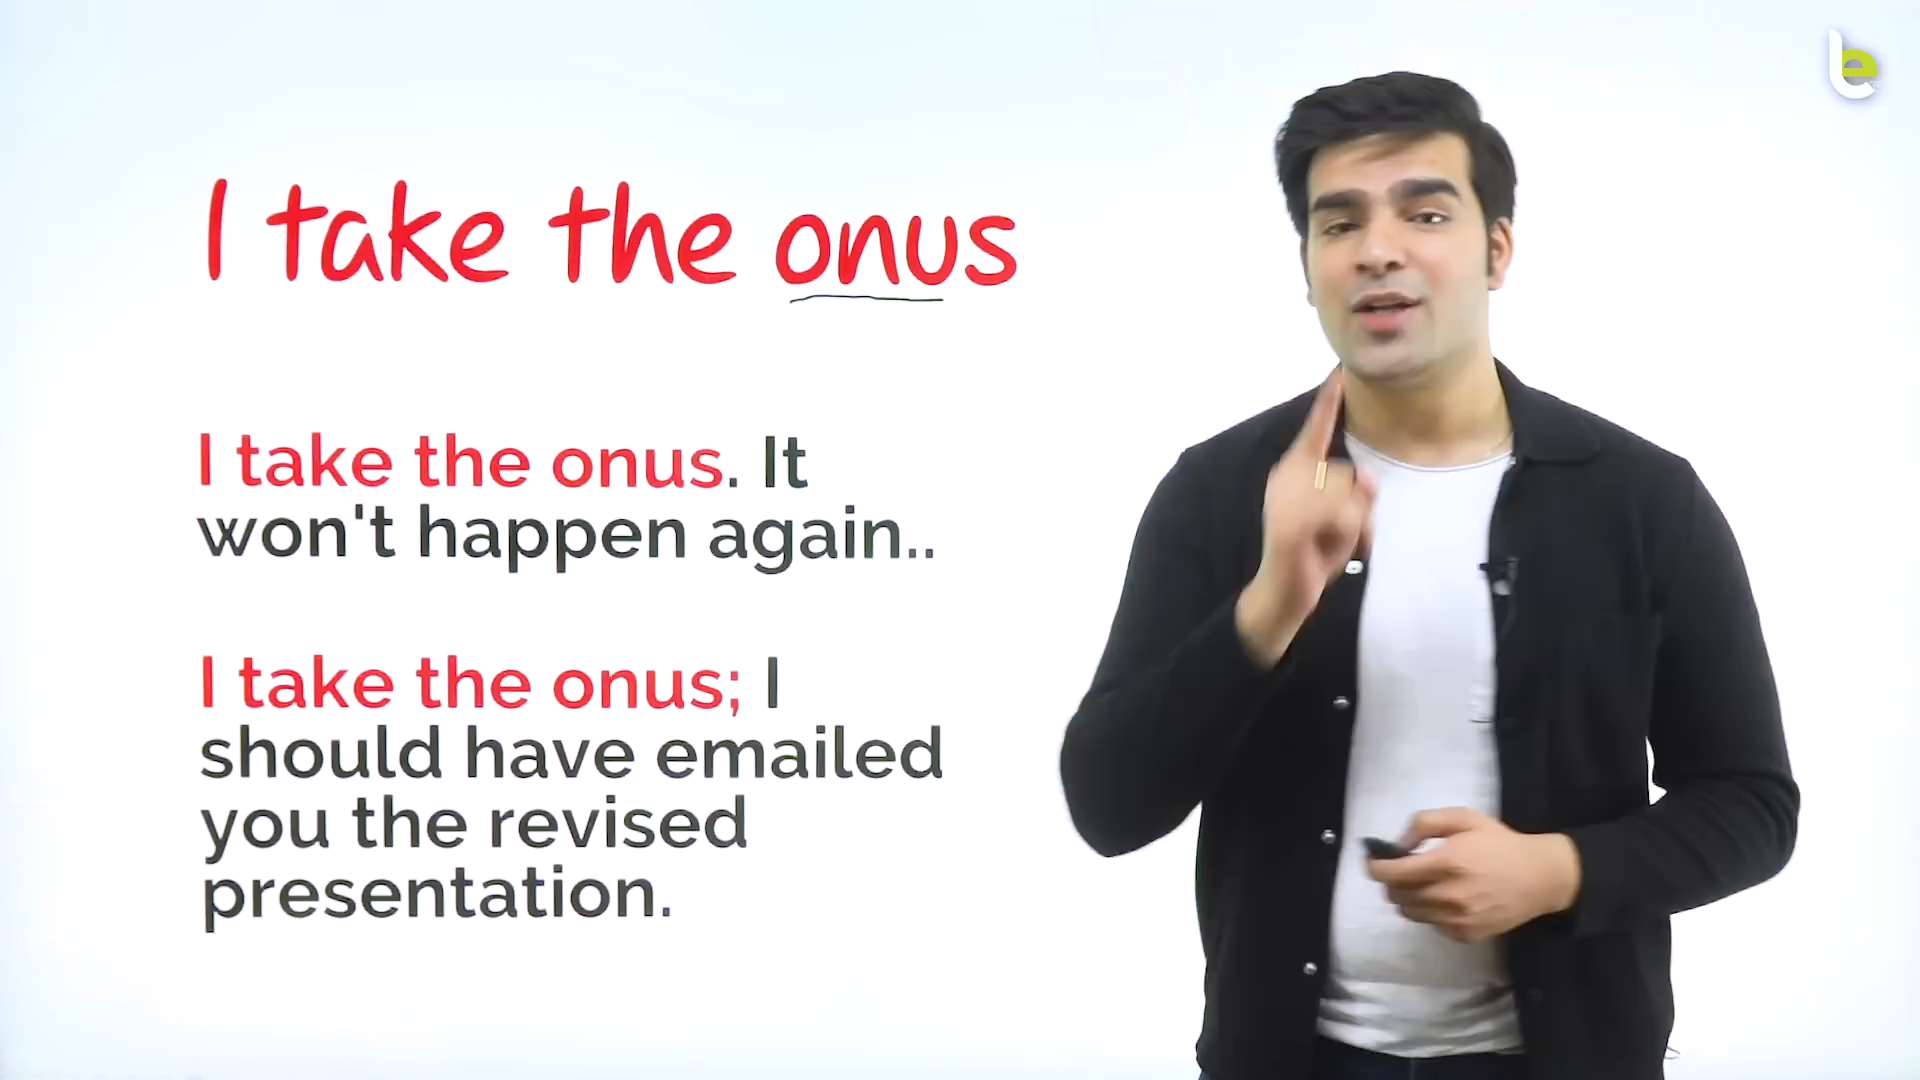 I take the onus
I take the onus. It
won't happen again..
I take the onus; I
should have emailed
you the revised
presentation.